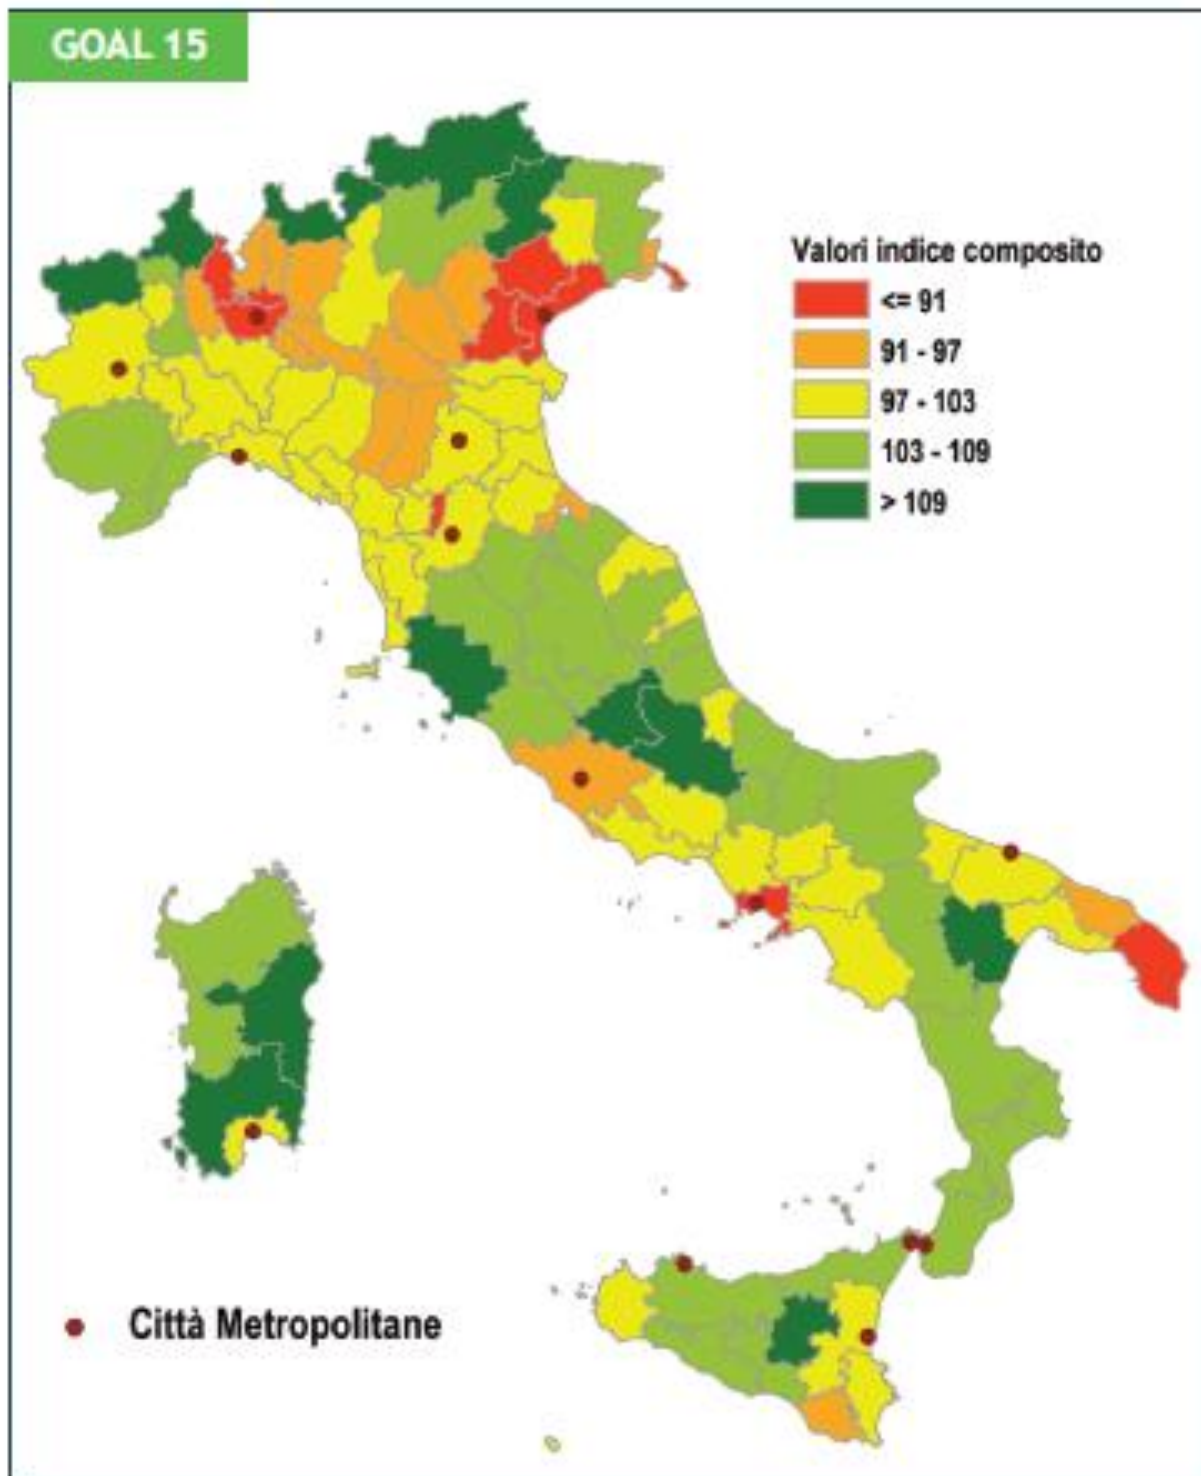 GOAL 15
Valori indice composito
<= 91
91 - 97
97 - 103
103 - 109
> 109
Città Metropolitane